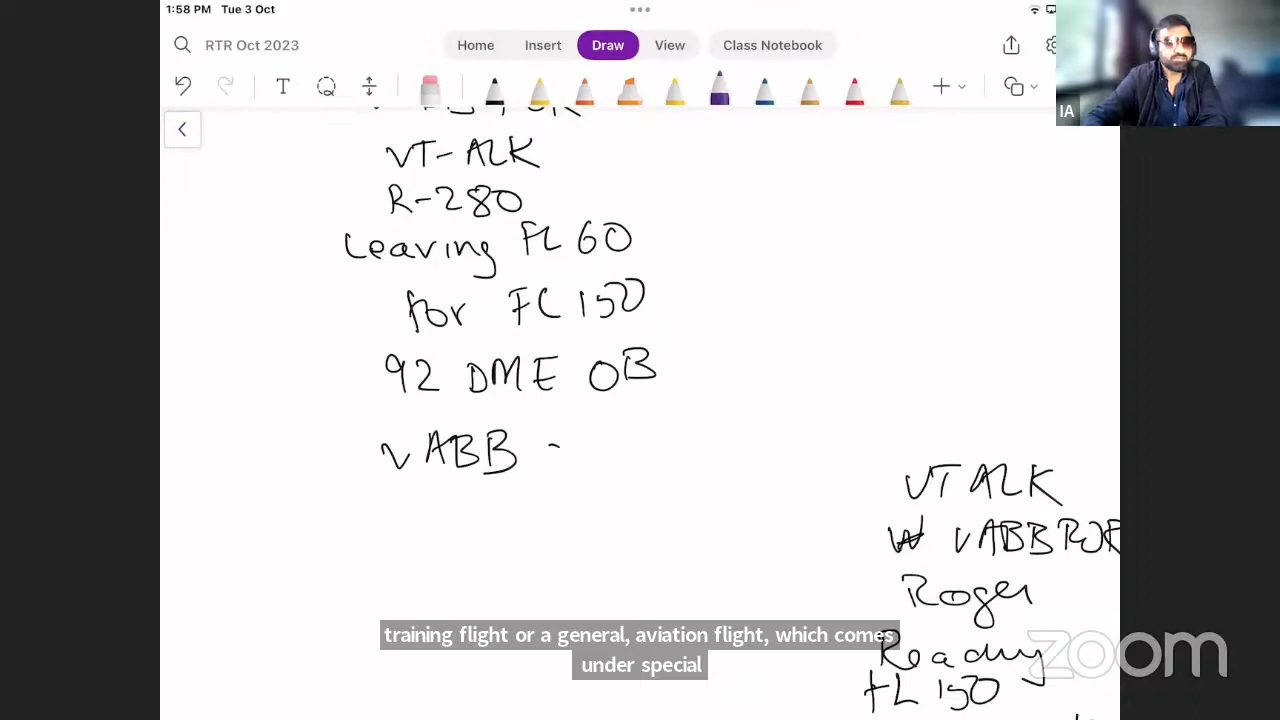 1:58 PM Tue 3 Oct
RTR Oct 2023
Home Insert Draw View Class Notebook
IA
VT-ALK
R-280
Leaving FL 60
for FL 150
92 DME OB
VABB -
VT ALK
VABB
Roger
FL 150
training flight or a general, aviation flight, which comes
under special
zoom